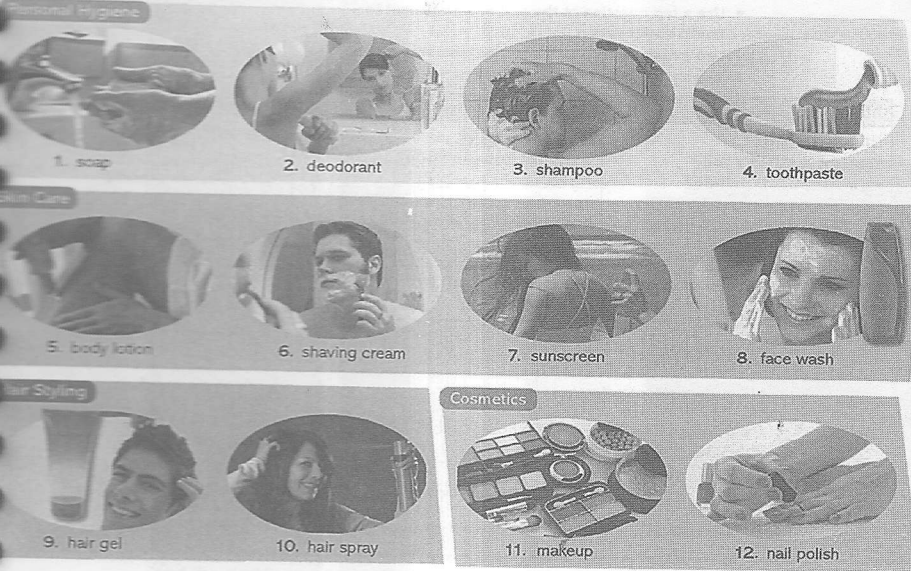 Personal Hygiene
1. soap
2. deodorant
3. shampoo
4. toothpaste
Skin Care
5. body lotion
6. shaving cream
7. sunscreen
8. face wash
Hair Styling
Cosmetics
9. hair gel
10. hair spray
11. makeup
12. nail polish